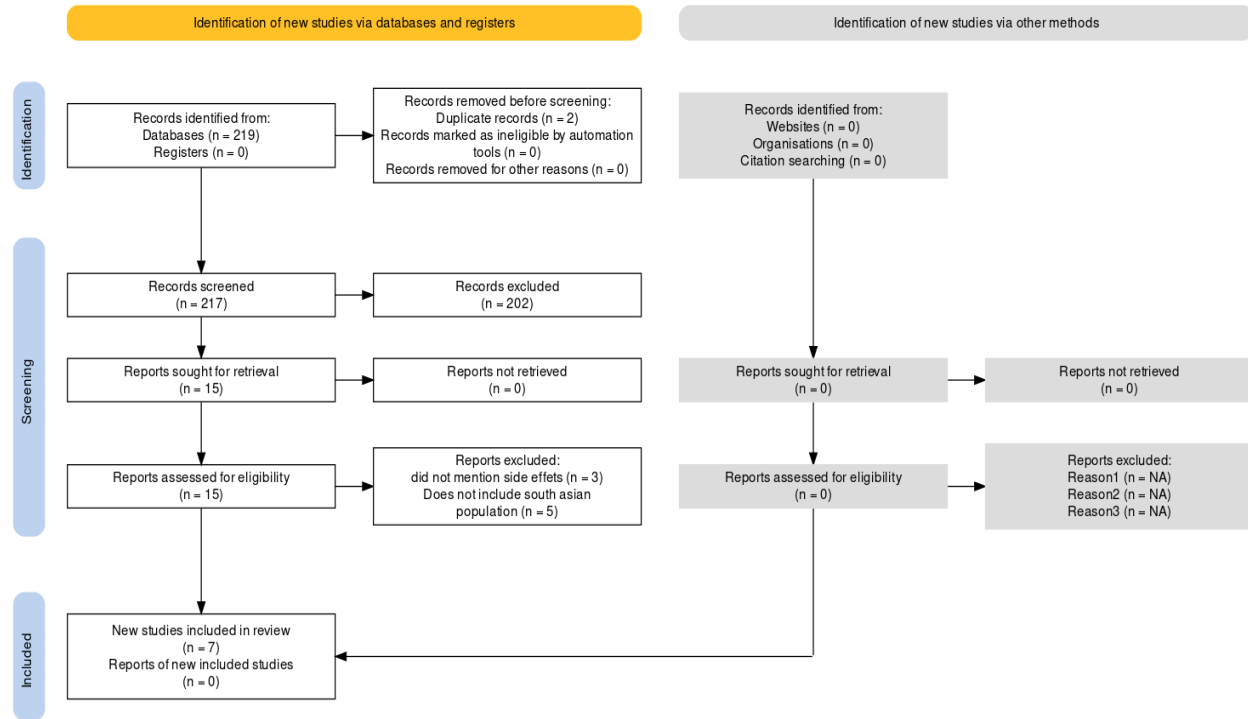 Identification of new studies via databases and registers
Identification of new studies via other methods
Identification
Records identified from:
Databases (n = 219)
Registers (n = 0)
Records removed before screening:
Duplicate records (n = 2)
Records marked as ineligible by automation
tools (n = 0)
Records removed for other reasons (n = 0)
Records identified from:
Websites (n = 0)
Organisations (n = 0)
Citation searching (n = 0)
Screening
Records screened
(n = 217)
Records excluded
(n = 202)
Reports sought for retrieval
(n = 15)
Reports not retrieved
(n = 0)
Reports sought for retrieval
(n = 0)
Reports not retrieved
(n = 0)
Reports assessed for eligibility
(n = 15)
Reports excluded:
did not mention side effets (n = 3)
Does not include south asian
population (n = 5)
Reports assessed for eligibility
(n = 0)
Reports excluded:
Reason1 (n = NA)
Reason2 (n = NA)
Reason3 (n = NA)
Included
New studies included in review
(n = 7)
Reports of new included studies
(n = 0)